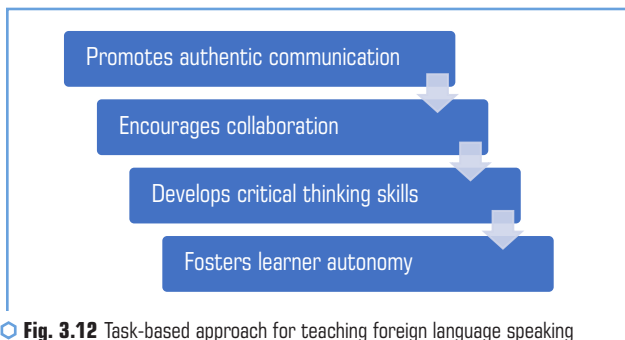 Promotes authentic communication
Encourages collaboration
Develops critical thinking skills
Fosters learner autonomy
Fig. 3.12 Task-based approach for teaching foreign language speaking